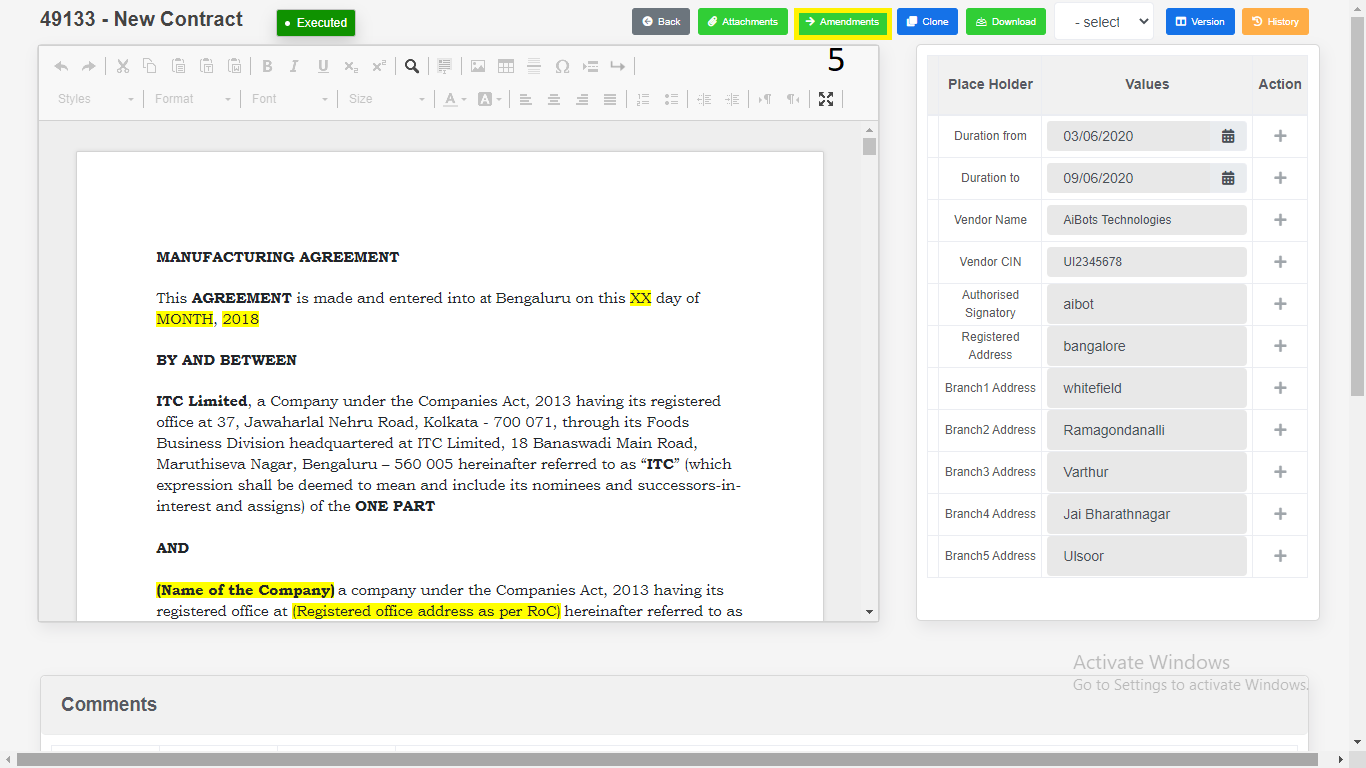 49133 - New Contract
Executed
Back
Attachments
Amendments
Clone
Download
- select
Version
History
5
Styles
Format
Font
Size
MANUFACTURING AGREEMENT
This AGREEMENT is made and entered into at Bengaluru on this XX day of
MONTH, 2018
BY AND BETWEEN
ITC Limited, a Company under the Companies Act, 2013 having its registered
office at 37, Jawaharlal Nehru Road, Kolkata - 700 071, through its Foods
Business Division headquartered at ITC Limited, 18 Banaswadi Main Road,
Maruthiseva Nagar, Bengaluru – 560 005 hereinafter referred to as “ITC” (which
expression shall be deemed to mean and include its nominees and successors-in-
interest and assigns) of the ONE PART
AND
(Name of the Company) a company under the Companies Act, 2013 having its
registered office at (Registered office address as per RoC) hereinafter referred to as
Place Holder Values Action
Duration from 03/06/2020
Duration to 09/06/2020
Vendor Name AiBots Technologies
Vendor CIN UI2345678
Authorised
Signatory aibot
Registered
Address bangalore
Branch1 Address whitefield
Branch2 Address Ramagondanalli
Branch3 Address Varthur
Branch4 Address Jai Bharathnagar
Branch5 Address Ulsoor
Activate Windows
Go to Settings to activate Windows.
Comments